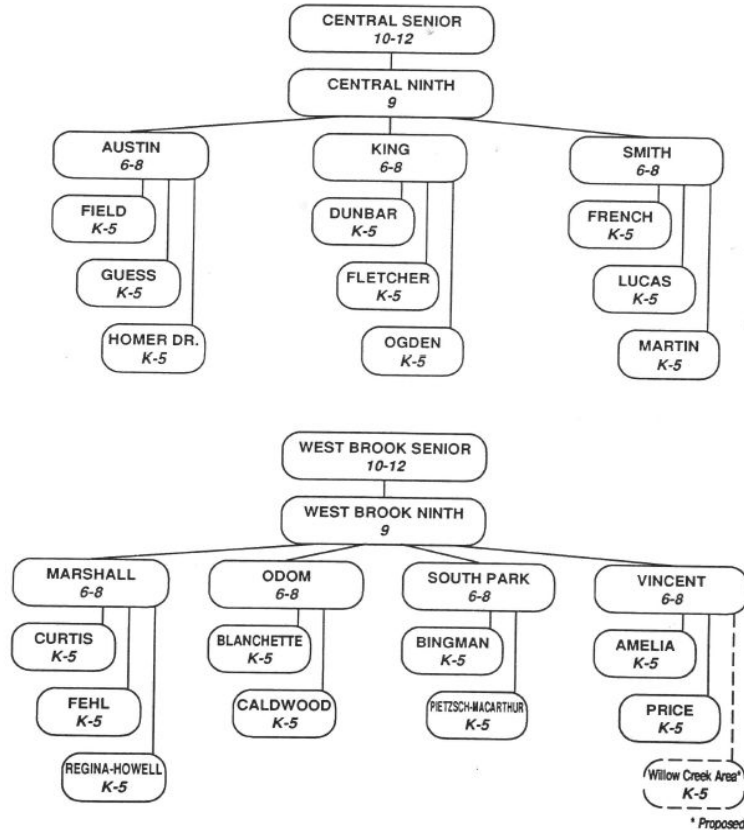 CENTRAL SENIOR
10-12
CENTRAL NINTH
9
AUSTIN
6-8
KING
6-8
SMITH
6-8
FIELD
K-5
DUNBAR
K-5
FRENCH
K-5
GUESS
K-5
FLETCHER
K-5
LUCAS
K-5
HOMER DR.
K-5
OGDEN
K-5
MARTIN
K-5
WEST BROOK SENIOR
10-12
WEST BROOK NINTH
9
MARSHALL
6-8
ODOM
6-8
SOUTH PARK
6-8
VINCENT
6-8
CURTIS
K-5
BLANCHETTE
K-5
BINGMAN
K-5
AMELIA
K-5
FEHL
K-5
CALDWOOD
K-5
PIETZSCH-MACARTHUR
K-5
PRICE
K-5
REGINA-HOWELL
K-5
Willow Creek Area*
K-5
* Proposed